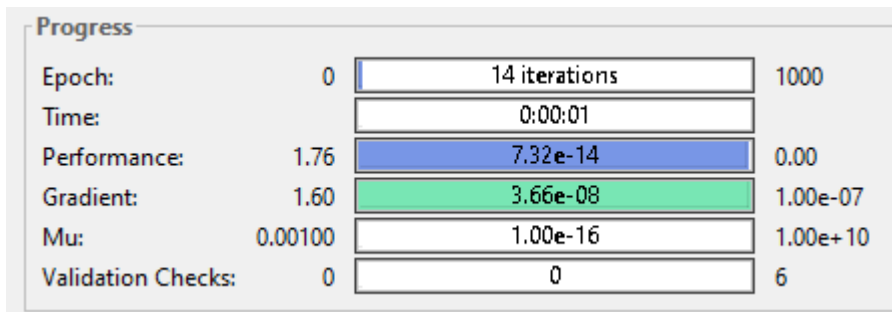 Progress
Epoch: 0 14 iterations 1000
Time: 0:00:01
Performance: 1.76 7.32e-14 0.00
Gradient: 1.60 3.66e-08 1.00e-07
Mu: 0.00100 1.00e-16 1.00e+10
Validation Checks: 0 0 6